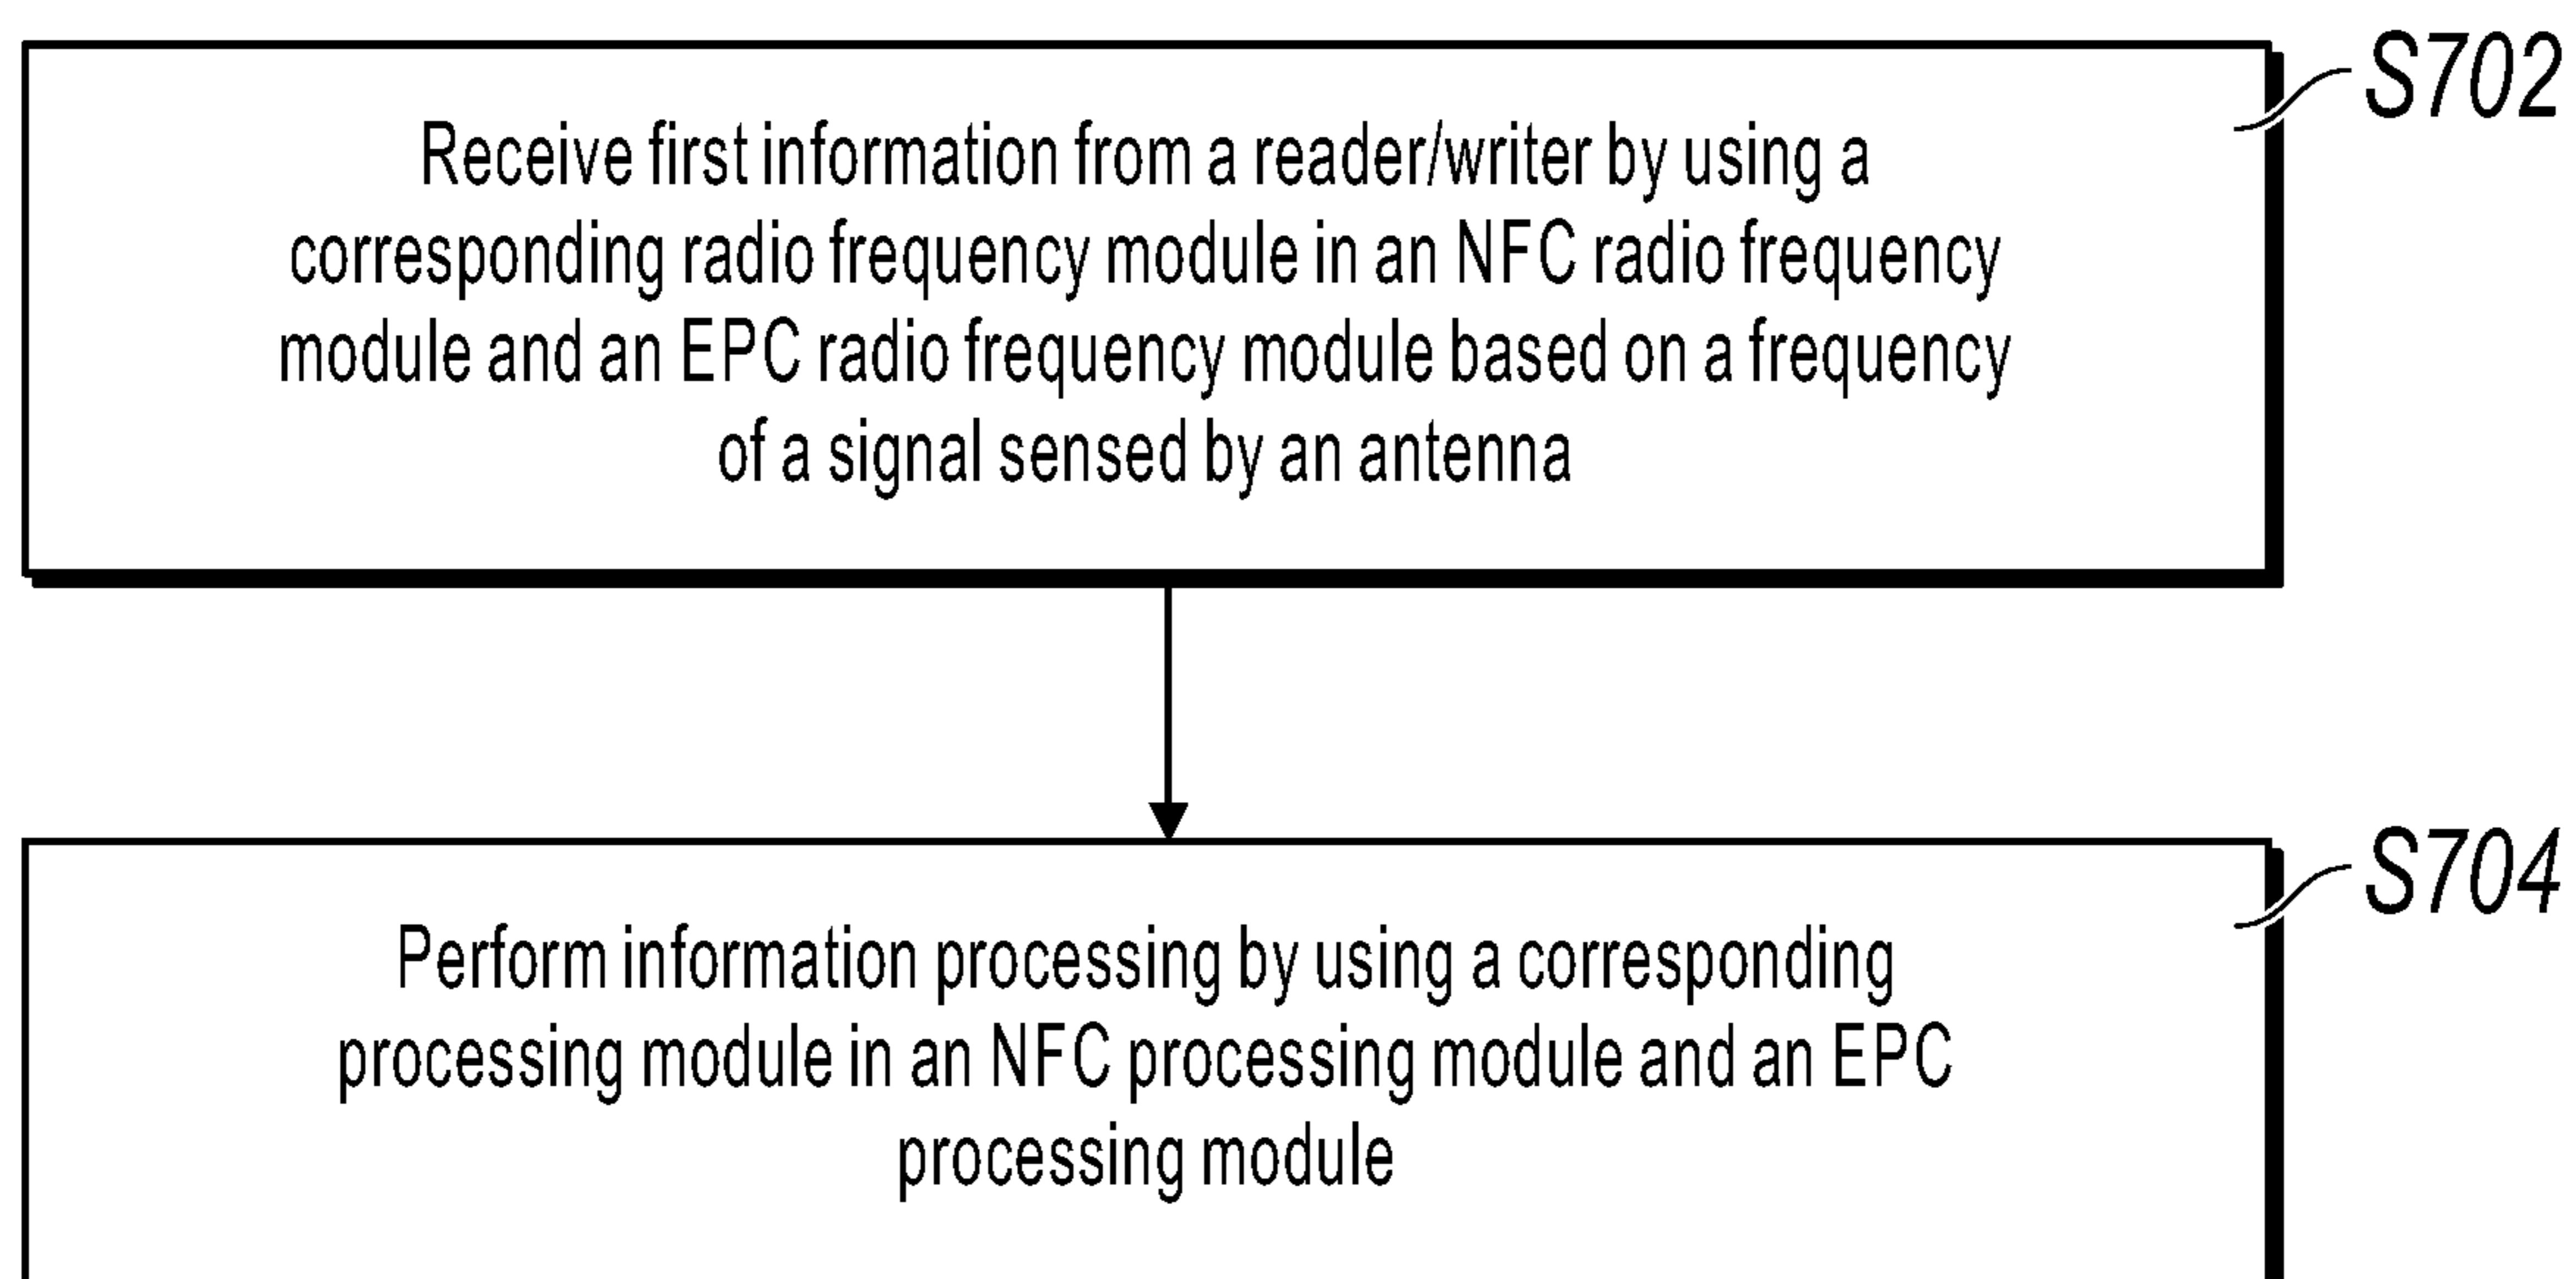 S702
Receive first information from a reader/writer by using a
corresponding radio frequency module in an NFC radio frequency
module and an EPC radio frequency module based on a frequency
of a signal sensed by an antenna
S704
Perform information processing by using a corresponding
processing module in an NFC processing module and an EPC
processing module